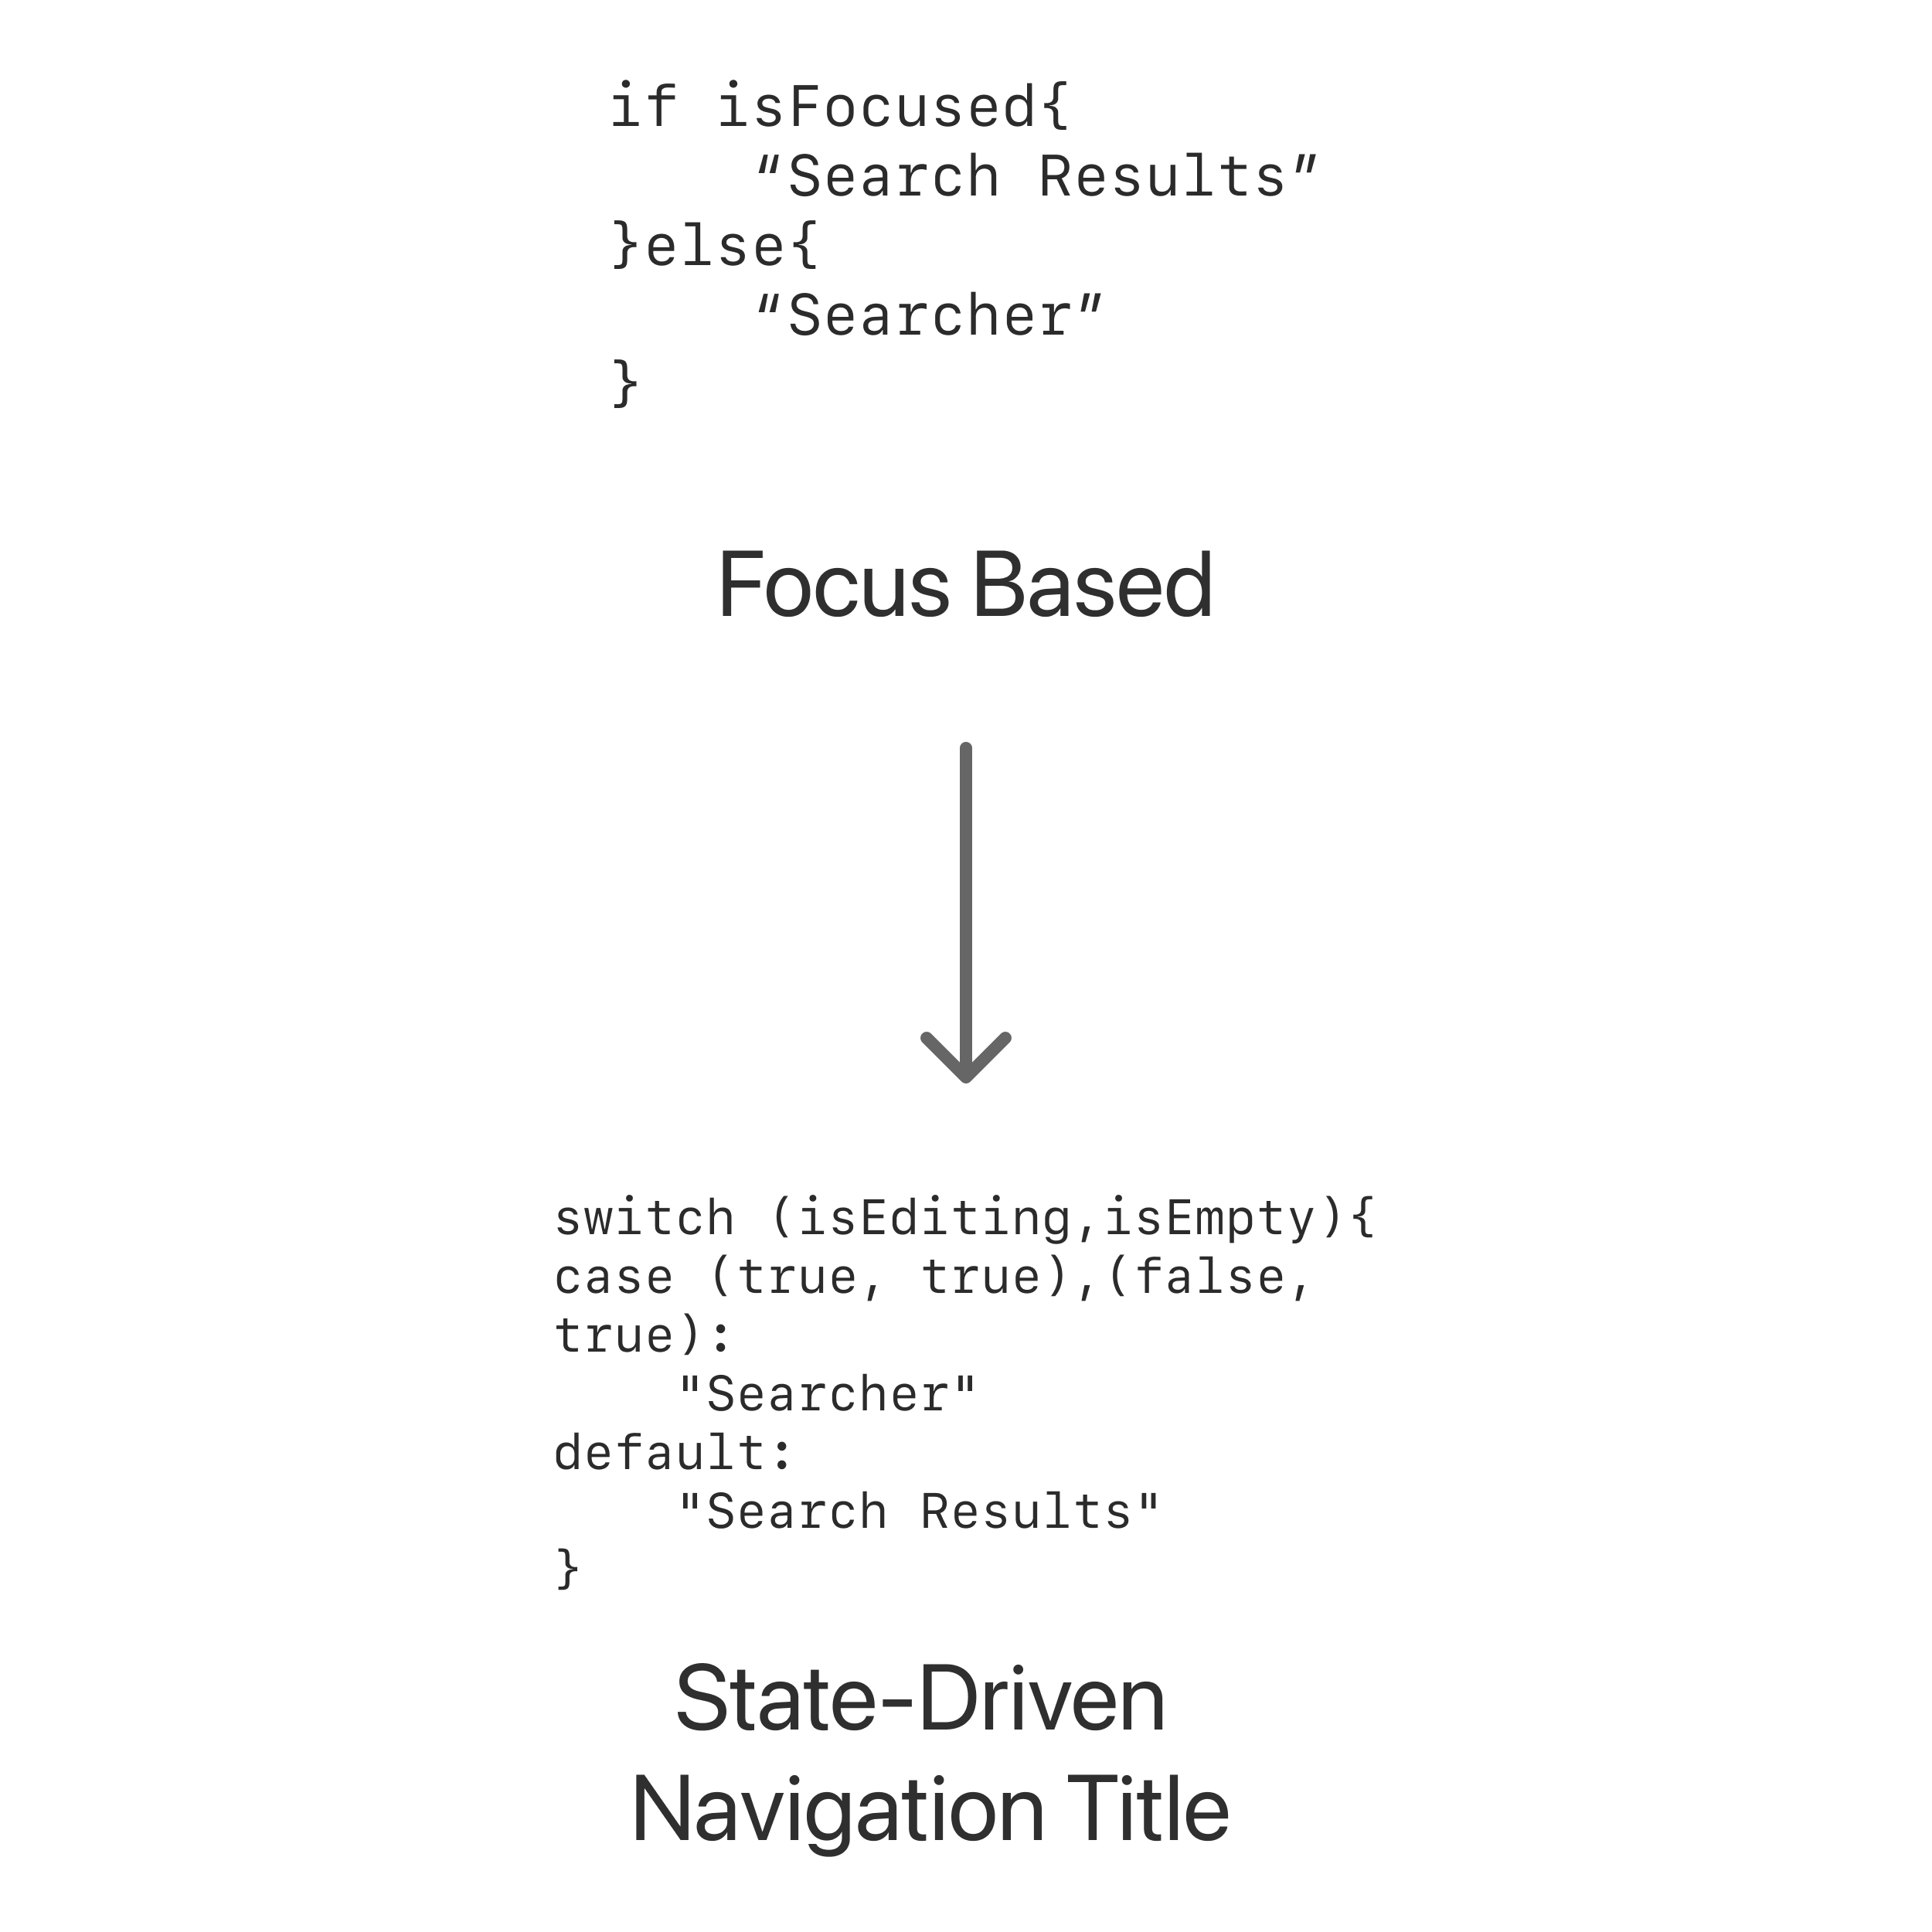 if isFocused{
    “Search Results”
}else{
    “Searcher”
}
Focus Based
switch (isEditing,isEmpty){
case (true, true),(false,
true):
    "Searcher"
default:
    "Search Results"
}
State-Driven
Navigation Title